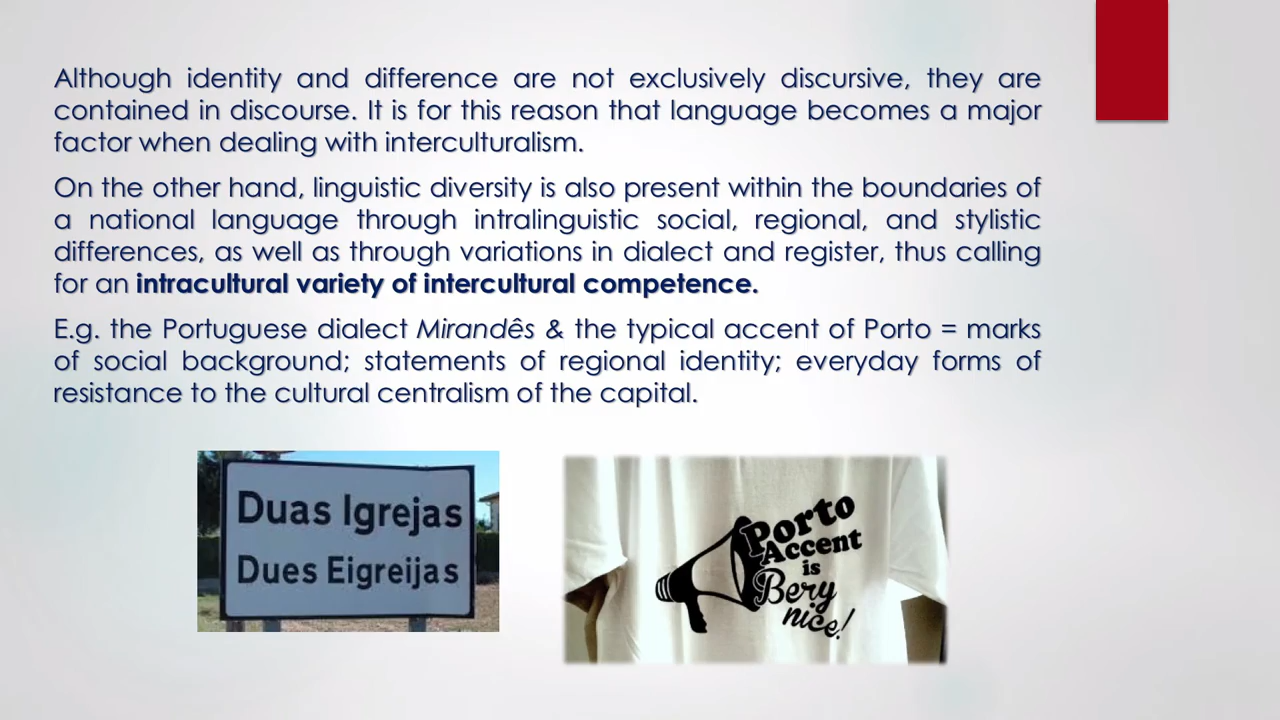 Although identity and difference are not exclusively discursive, they are
contained in discourse. It is for this reason that language becomes a major
factor when dealing with interculturalism.
On the other hand, linguistic diversity is also present within the boundaries of
a national language through intralinguistic social, regional, and stylistic
differences, as well as through variations in dialect and register, thus calling
for an intracultural variety of intercultural competence.
E.g. the Portuguese dialect Mirandês & the typical accent of Porto = marks
of social background; statements of regional identity; everyday forms of
resistance to the cultural centralism of the capital.
Duas Igrejas
Dues Eigreijas
Porto
Accent
is
Bery
nice!